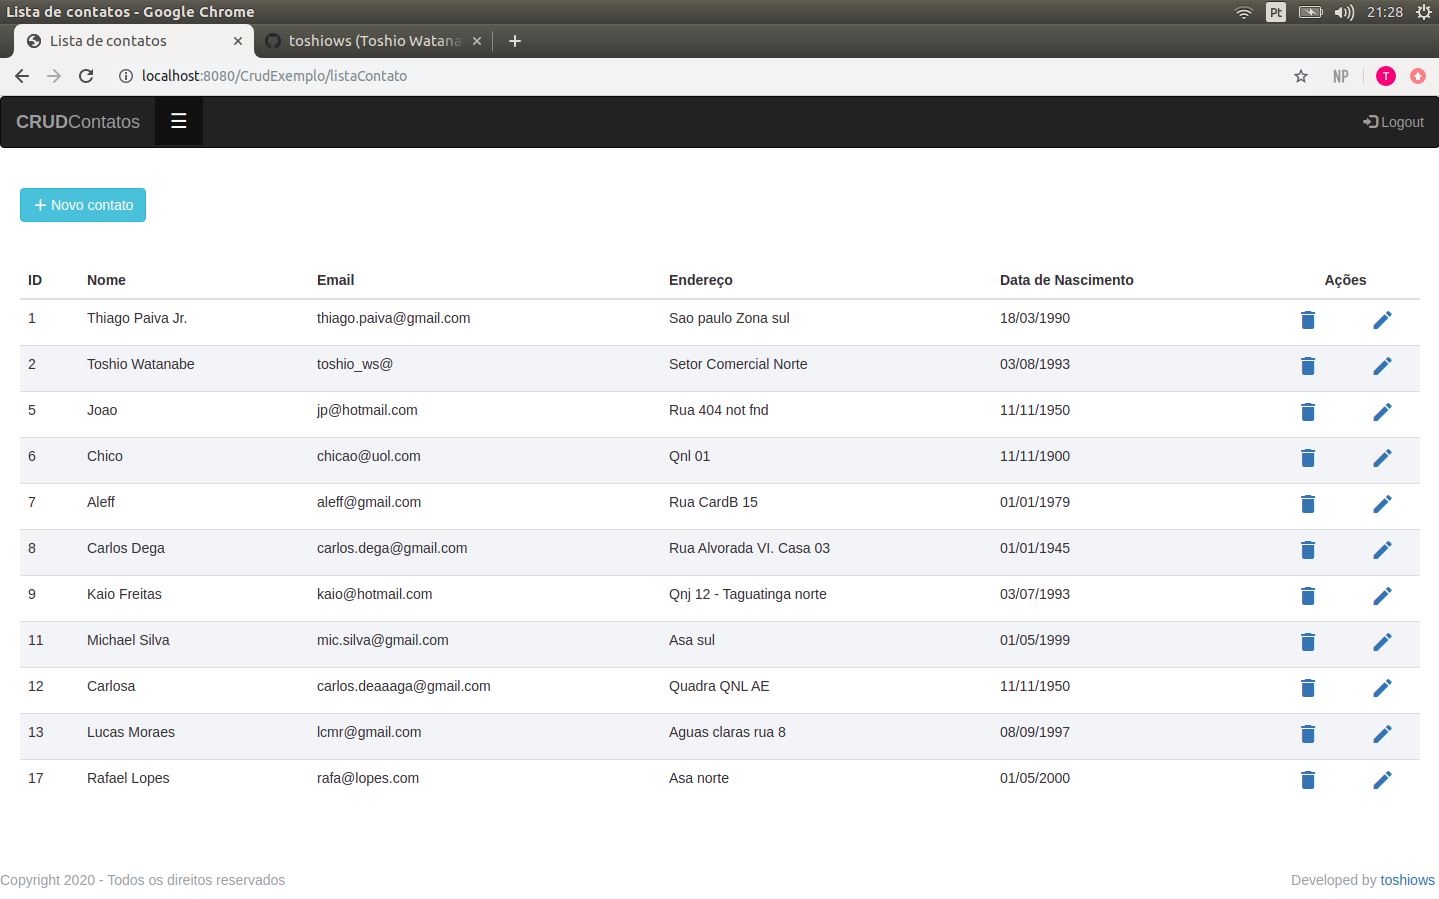 Lista de contatos - Google Chrome
Pt
21:28
Lista de contatos
toshiows (Toshio Watana
localhost:8080/CrudExemplo/listaContato
NP
T
CRUDContatos
Logout
Novo contato
ID Nome Email Endereço Data de Nascimento Ações
1 Thiago Paiva Jr. thiago.paiva@gmail.com Sao paulo Zona sul 18/03/1990
2 Toshio Watanabe toshio_ws@ Setor Comercial Norte 03/08/1993
5 Joao jp@hotmail.com Rua 404 not fnd 11/11/1950
6 Chico chicao@uol.com Qnl 01 11/11/1900
7 Aleff aleff@gmail.com Rua CardB 15 01/01/1979
8 Carlos Dega carlos.dega@gmail.com Rua Alvorada VI. Casa 03 01/01/1945
9 Kaio Freitas kaio@hotmail.com Qnj 12 - Taguatinga norte 03/07/1993
11 Michael Silva mic.silva@gmail.com Asa sul 01/05/1999
12 Carlosa carlos.deaaaga@gmail.com Quadra QNL AE 11/11/1950
13 Lucas Moraes lcmr@gmail.com Aguas claras rua 8 08/09/1997
17 Rafael Lopes rafa@lopes.com Asa norte 01/05/2000
Copyright 2020 - Todos os direitos reservados
Developed by toshiows